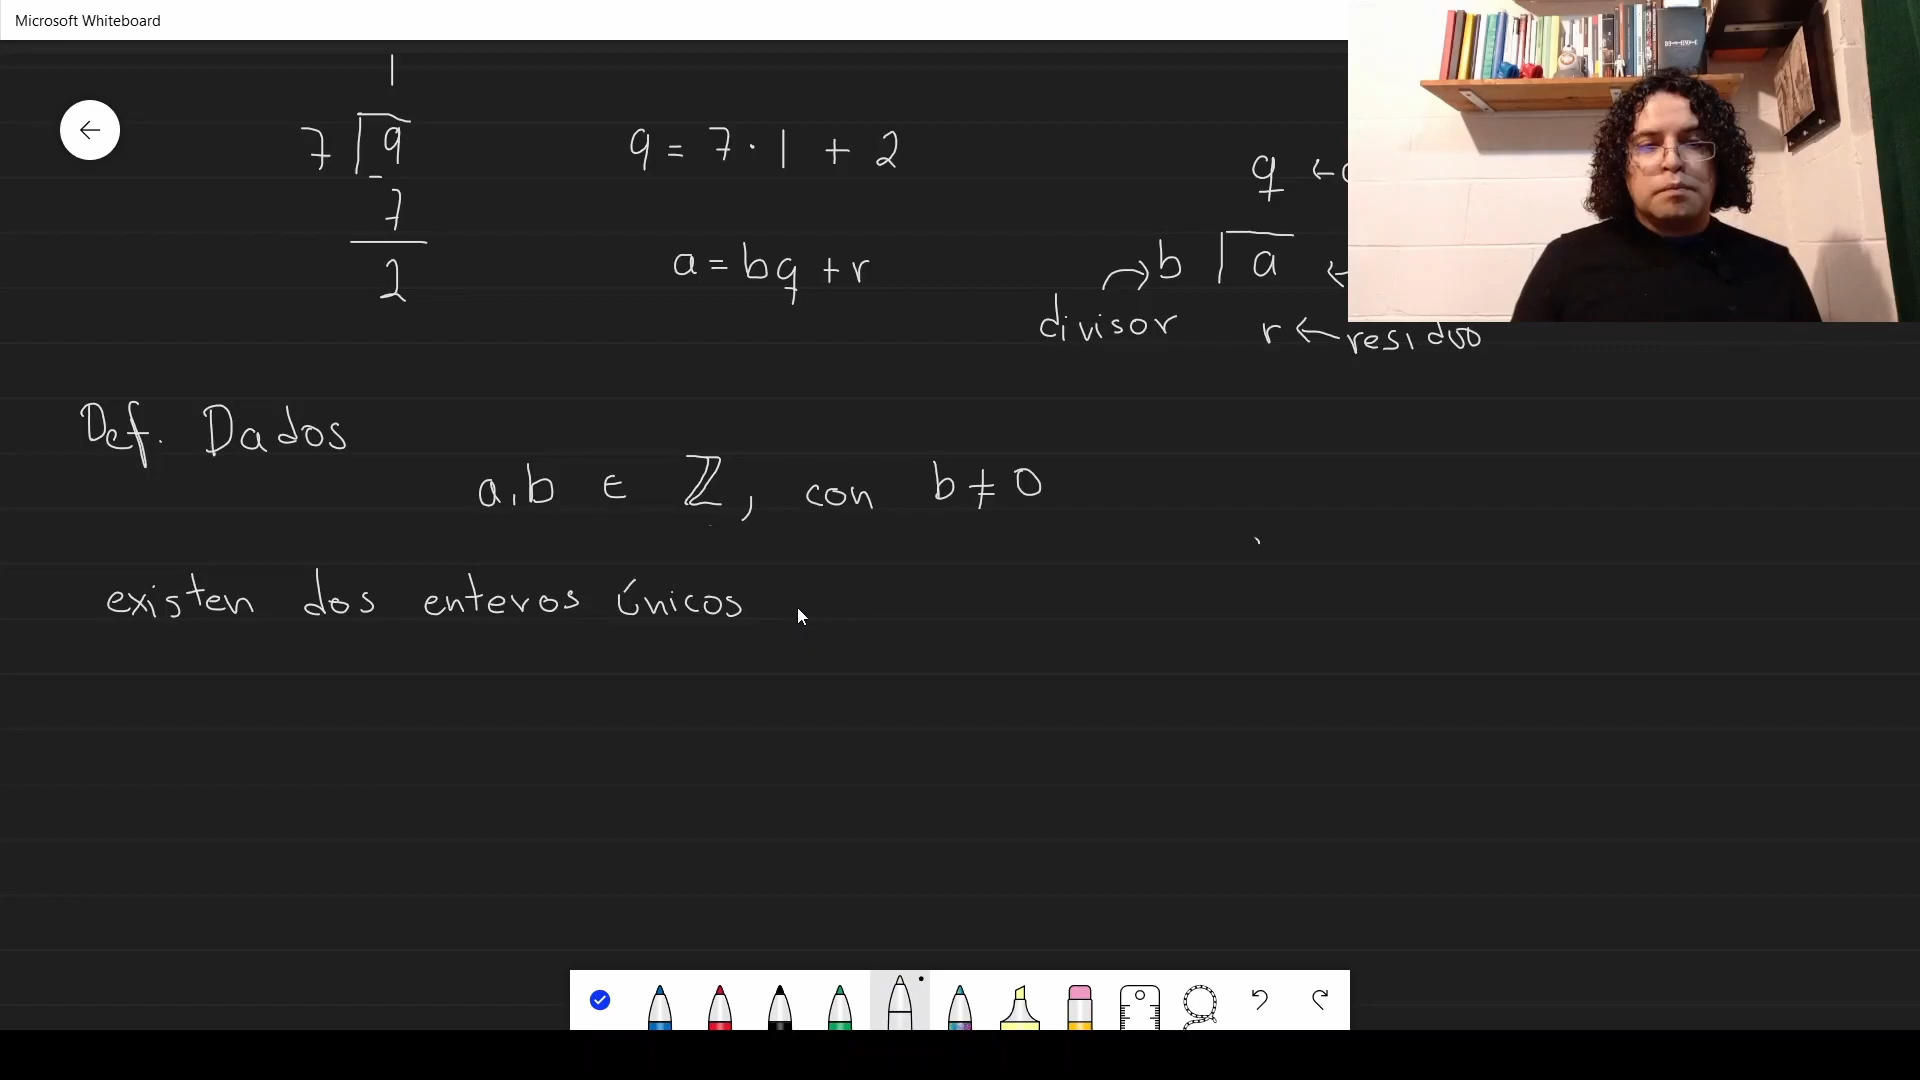 Microsoft Whiteboard
1
7 9
7
2
9 = 7 · 1 + 2
a = bq + r
q ←
b a ←
divisor
r ← residuo
Def. Dados
a, b ∈ ℤ, con b ≠ 0
existen dos enteros únicos